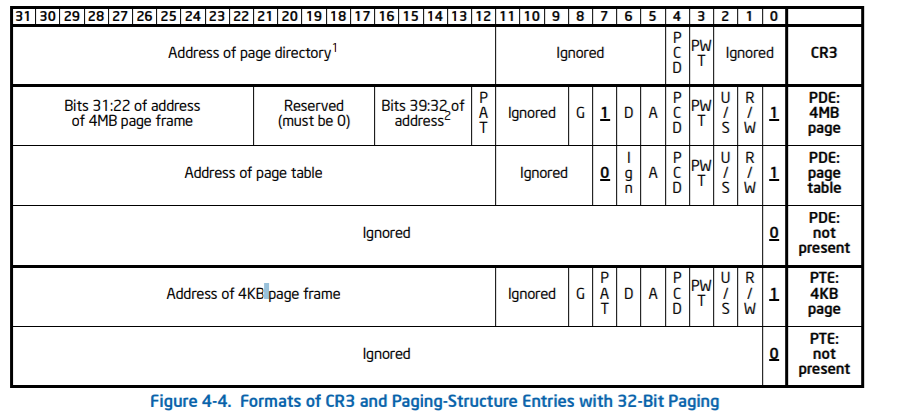 31 30 29 28 27 26 25 24 23 22 21 20 19 18 17 16 15 14 13 12 11 10 9 8 7 6 5 4 3 2 1 0
Address of page directory1 Ignored PCD PWT Ignored CR3
Bits 31:22 of address of 4MB page frame Reserved (must be 0) Bits 39:32 of address2 PAT Ignored G 1 D A PCD PWT U/S R/W 1 PDE: 4MB page
Address of page table Ignored 0 Ign A PCD PWT U/S R/W 1 PDE: page table
Ignored 0 PDE: not present
Address of 4KB page frame Ignored G PAT D A PCD PWT U/S R/W 1 PTE: 4KB page
Ignored 0 PTE: not present
Figure 4-4. Formats of CR3 and Paging-Structure Entries with 32-Bit Paging